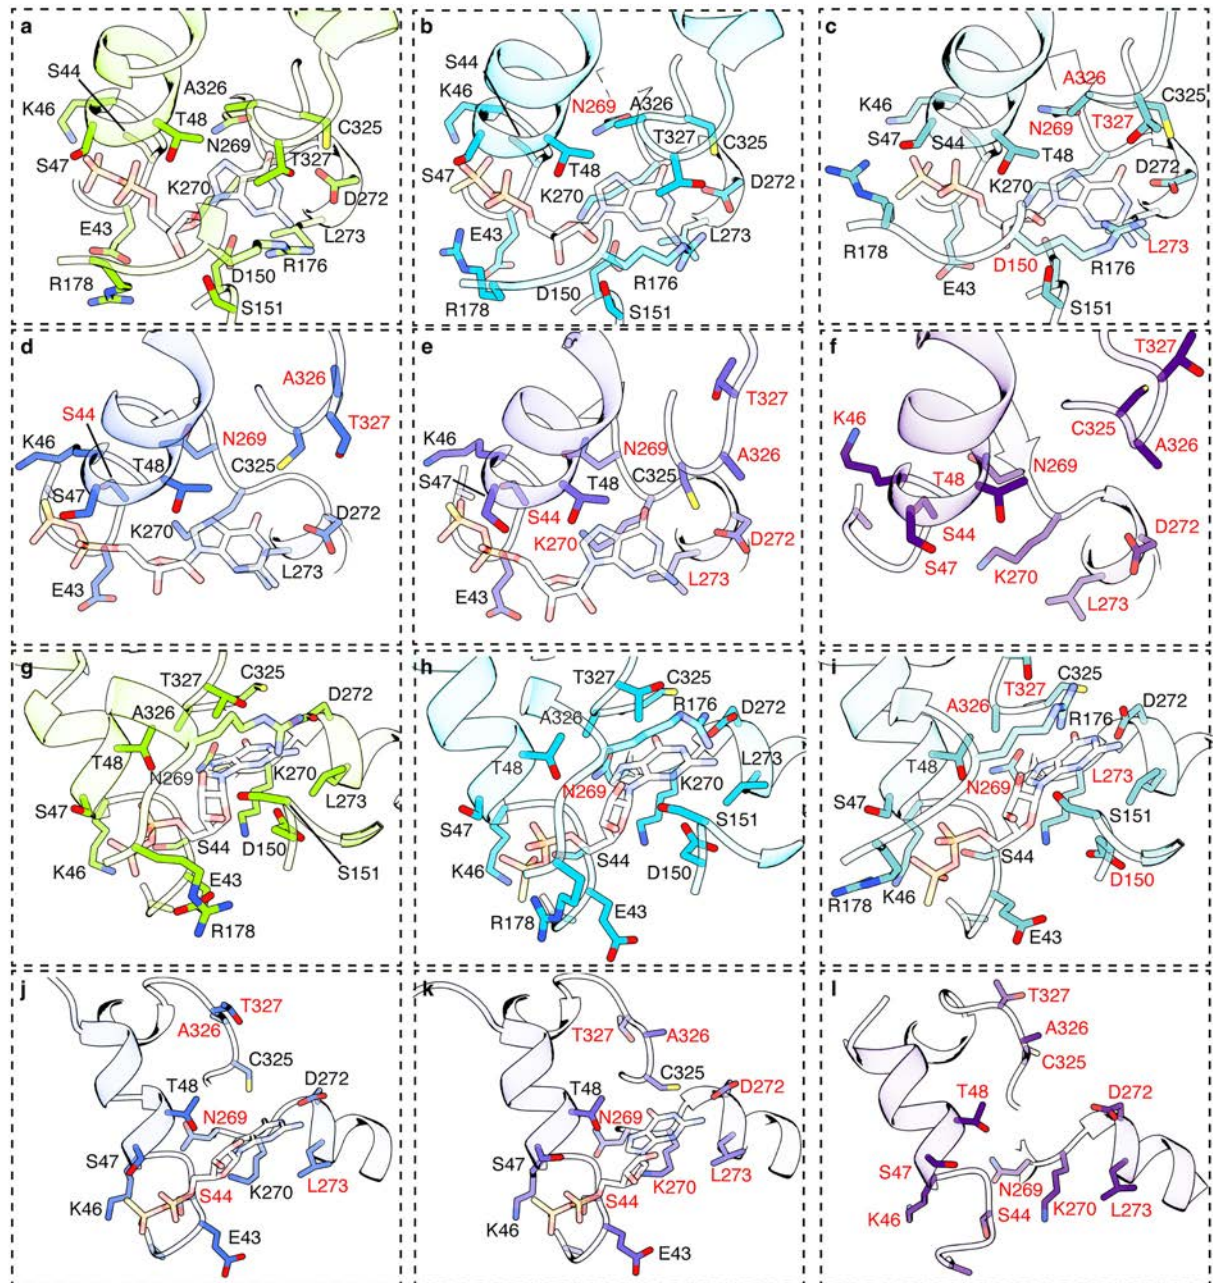 a
S44
A326
K46
T48
C325
N269
T327
S47
K270
D272
E43
L273
D150
R176
R178
S151
b
S44
K46
N269
A326
T327
C325
S47
T48
K270
D272
E43
L273
D150
R176
R178
S151
c
A326
K46
C325
N269
T327
S47
S44
T48
D272
K270
R178
L273
D150
R176
E43
S151
d
A326
S44
T327
K46
N269
T48
C325
S47
D272
K270
L273
E43
e
T327
K46
N269
A326
T48
C325
S47
S44
K270
D272
L273
E43
f
T327
K46
C325
A326
T48
N269
D272
S44
S47
K270
L273
g
T327
C325
D272
A326
T48
N269
K270
L273
S47
S44
D150
K46
S151
E43
R178
h
T327
C325
R176
D272
A326
T48
L273
N269
K270
S47
S151
S44
K46
D150
R178
E43
i
C325
T327
A326
R176
D272
T48
N269
L273
S47
S151
S44
D150
R178
K46
E43
j
T327
A326
C325
T48
D272
N269
S47
S44
K270
L273
K46
E43
k
T327
A326
C325
T48
D272
N269
S47
K270
L273
S44
K46
E43
l
T327
A326
C325
T48
D272
S47
N269
K46
S44
K270
L273